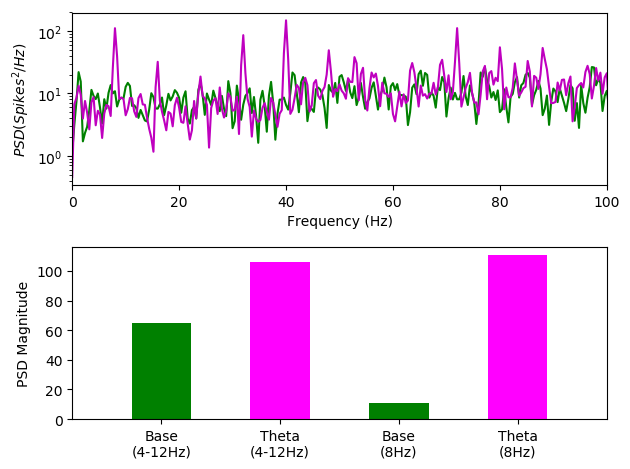 10²
10¹
10⁰
PSD(Spikes²/Hz)
0 20 40 60 80 100
Frequency (Hz)
100
80
60
40
20
0
PSD Magnitude
Base Theta Base Theta
(4-12Hz) (4-12Hz) (8Hz) (8Hz)